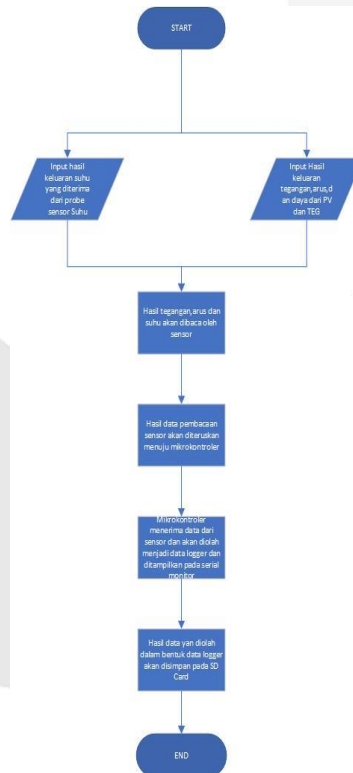 START
Input hasil
keluaran suhu
yang diterima
dari probe
sensor Suhu
Input Hasil
keluaran
tegangan,arus,d
an daya dari PV
dan TEG
Hasil tegangan,arus dan
suhu akan dibaca oleh
sensor
Hasil data pembacaan
sensor akan diteruskan
menuju mikrokontroler
Mikrokontroler
menerima data dari
sensor dan akan diolah
menjadi data logger dan
ditampilkan pada serial
monitor
Hasil data yan diolah
dalam bentuk data logger
akan disimpan pada SD
Card
END